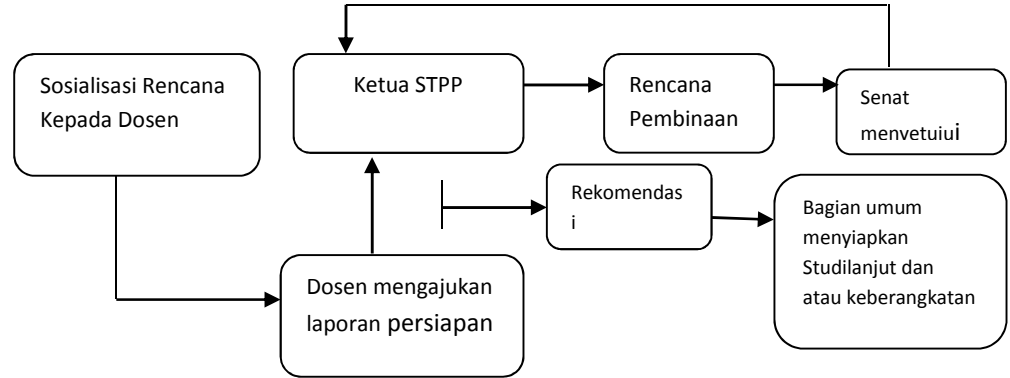 Sosialisasi Rencana
Kepada Dosen
Ketua STPP
Rencana
Pembinaan
Senat
menvetuiui
Rekomendas
i
Bagian umum
menyiapkan
Studilanjut dan
atau keberangkatan
Dosen mengajukan
laporan persiapan